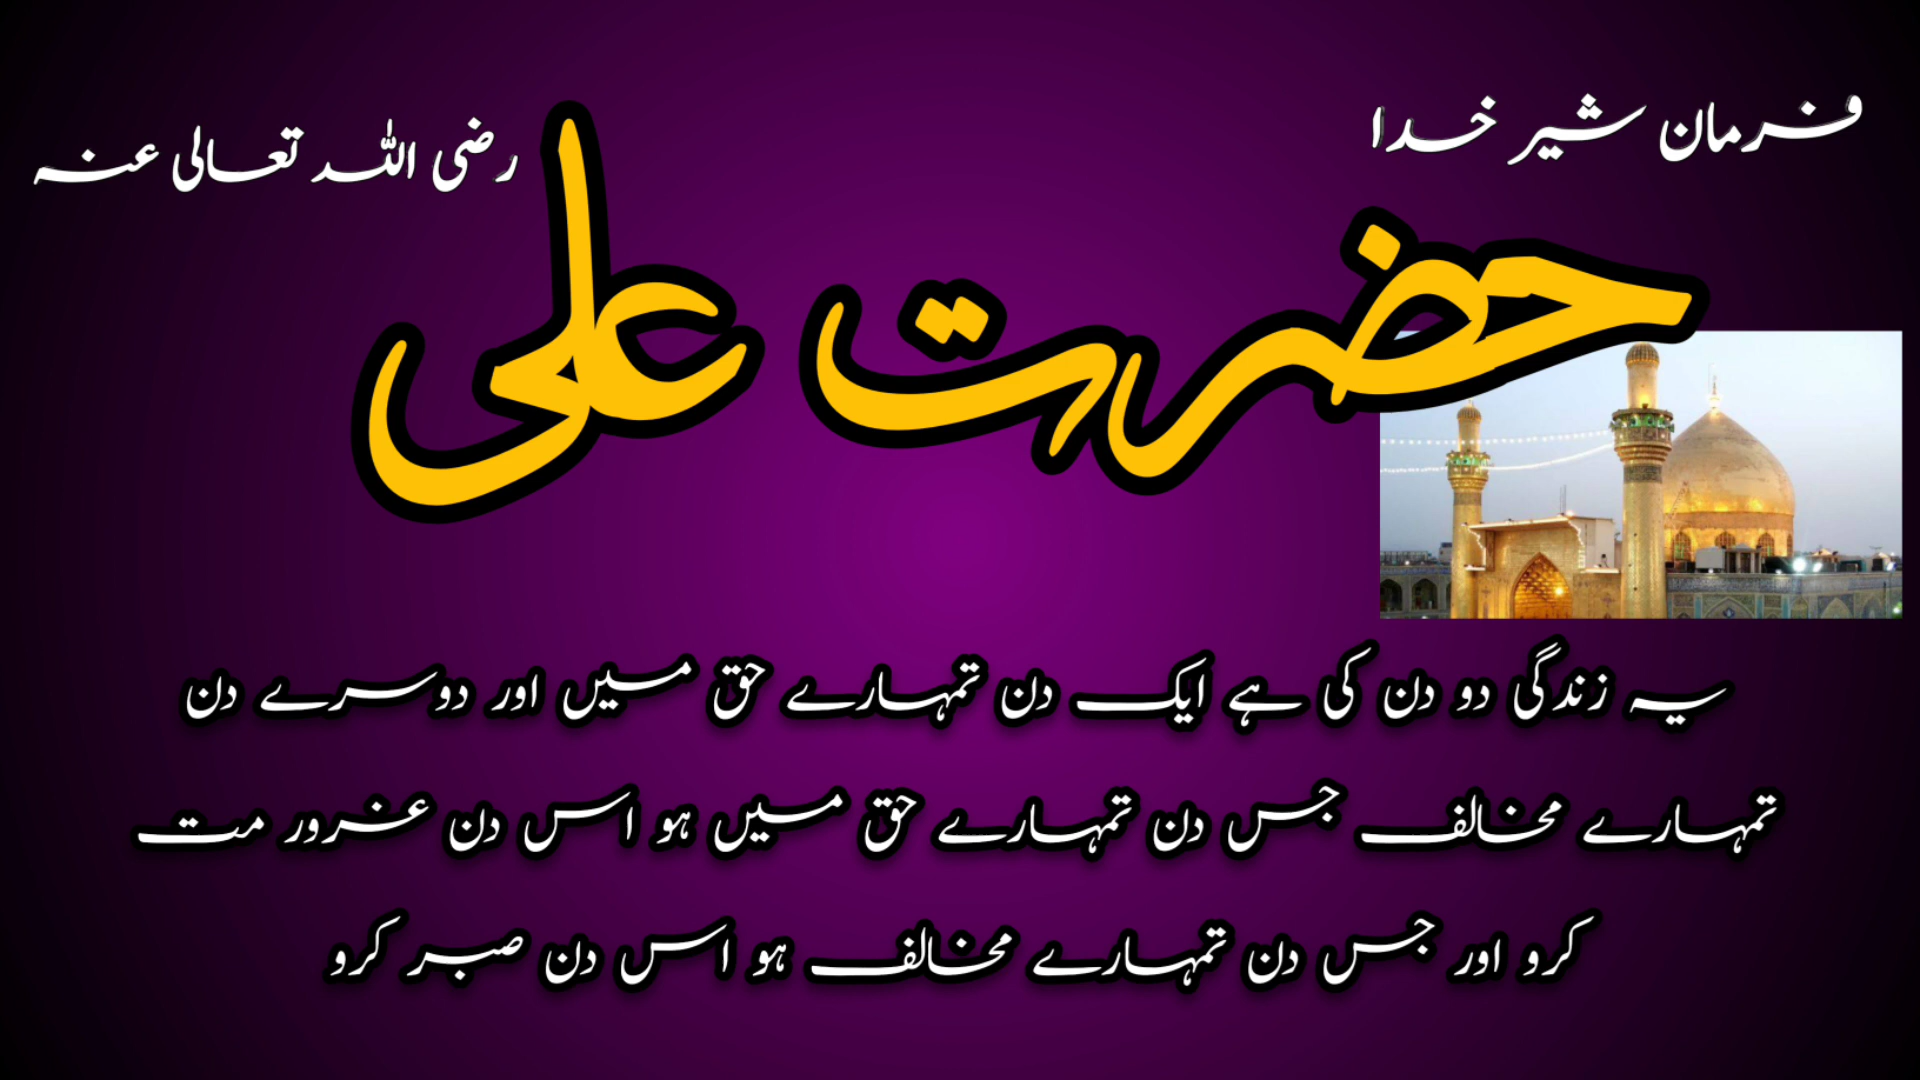 فرمان شیر خدا
حضرت علی
رضی اللہ تعالی عنہ
یہ زندگی دو دن کی ہے ایک دن تمہارے حق میں اور دوسرے دن
تمہارے مخالف جس دن تمہارے حق میں ہو اس دن غرور مت
کرو اور جس دن تمہارے مخالف ہو اس دن صبر کرو